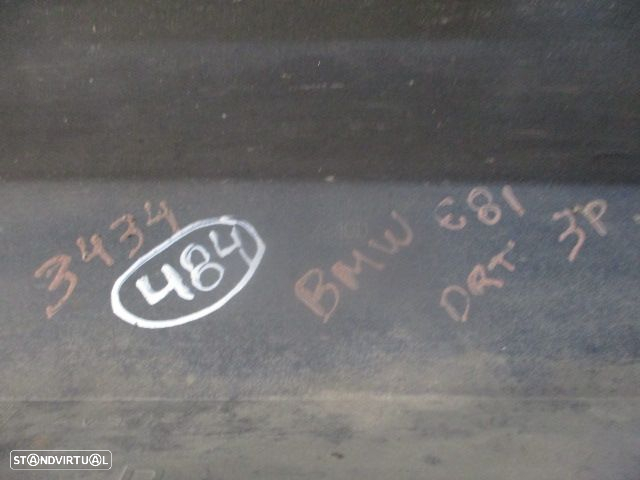 3434
484
BMW E81
DRT 3P
STANDVIRTUAL